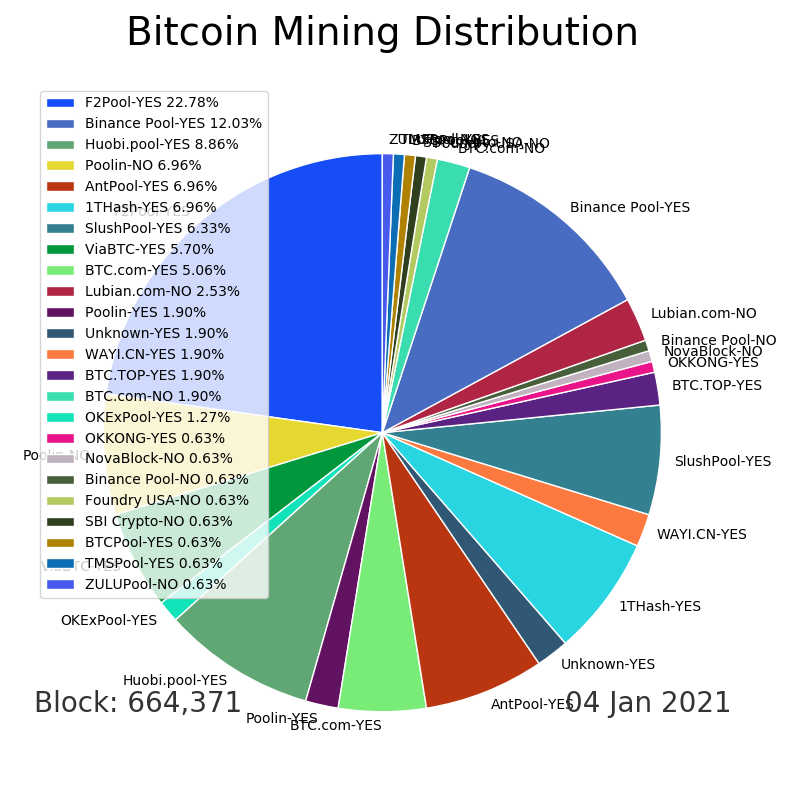 Bitcoin Mining Distribution
F2Pool-YES 22.78%
Binance Pool-YES 12.03%
Huobi.pool-YES 8.86%
Poolin-NO 6.96%
AntPool-YES 6.96%
1THash-YES 6.96%
SlushPool-YES 6.33%
ViaBTC-YES 5.70%
BTC.com-YES 5.06%
Lubian.com-NO 2.53%
Poolin-YES 1.90%
Unknown-YES 1.90%
WAYI.CN-YES 1.90%
BTC.TOP-YES 1.90%
BTC.com-NO 1.90%
OKExPool-YES 1.27%
OKKONG-YES 0.63%
NovaBlock-NO 0.63%
Binance Pool-NO 0.63%
Foundry USA-NO 0.63%
SBI Crypto-NO 0.63%
BTCPool-YES 0.63%
TMSPool-YES 0.63%
ZULUPool-NO 0.63%
BTC.com-NO
Binance Pool-YES
F2Pool-YES
Lubian.com-NO
Binance Pool-NO
NovaBlock-NO
OKKONG-YES
BTC.TOP-YES
Poolin-NO
SlushPool-YES
WAYI.CN-YES
ViaBTC-YES
1THash-YES
OKExPool-YES
Unknown-YES
Huobi.pool-YES
AntPool-YES
Poolin-YES
BTC.com-YES
Block: 664,371
04 Jan 2021